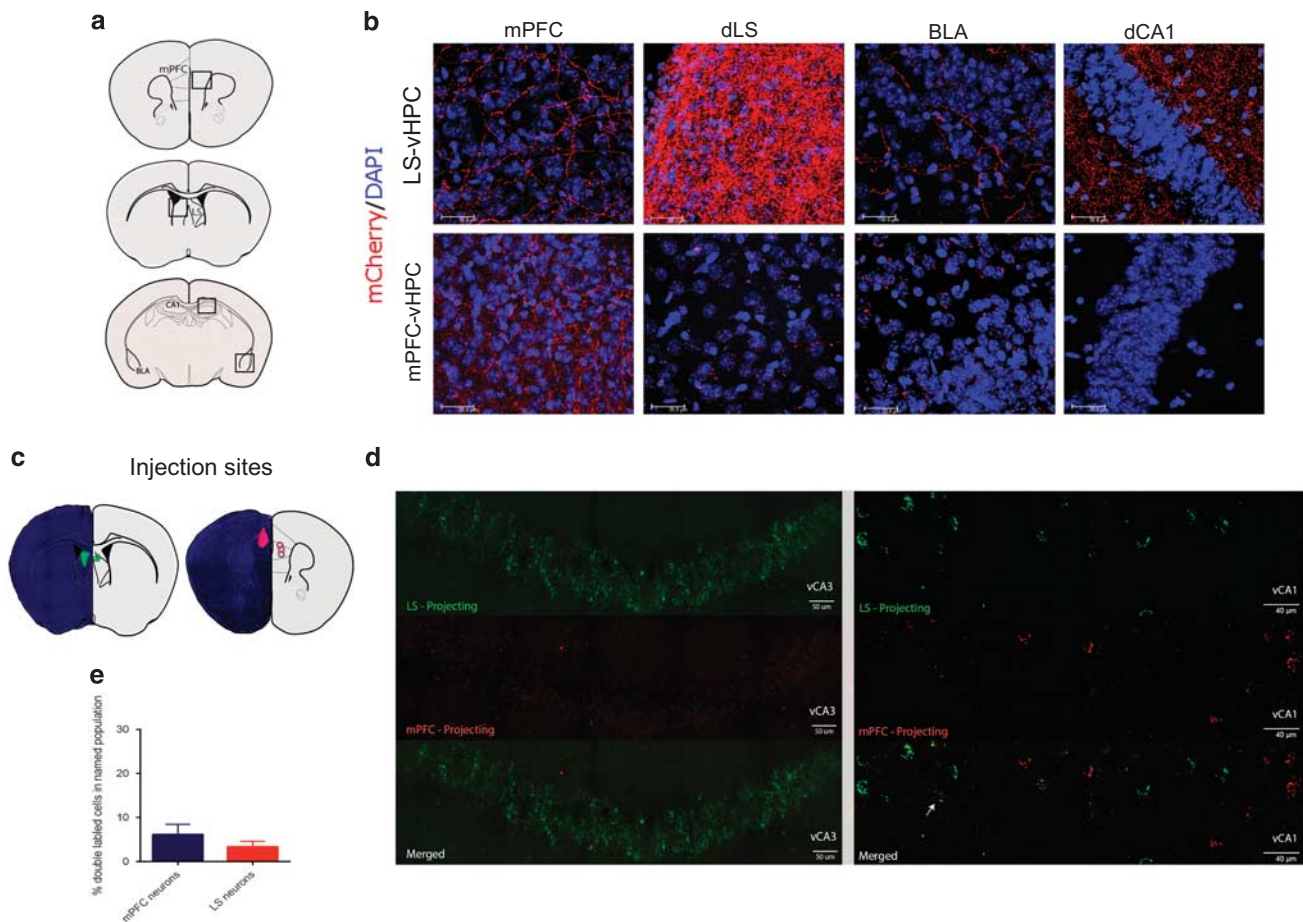 a
mPFC
LS
CA1
BLA
b
mPFC dLS BLA dCA1
mCherry/DAPI
LS-vHPC
mPFC-vHPC
c
Injection sites
d
LS - Projecting
vCA3
50 um
mPFC - Projecting
vCA3
50 um
Merged
vCA3
50 um
LS - Projecting
vCA1
40 µm
mPFC - Projecting
vCA1
40 µm
Merged
vCA1
40 µm
e
% double labeled cells in named population
30
20
10
0
mPFC neurons
LS neurons